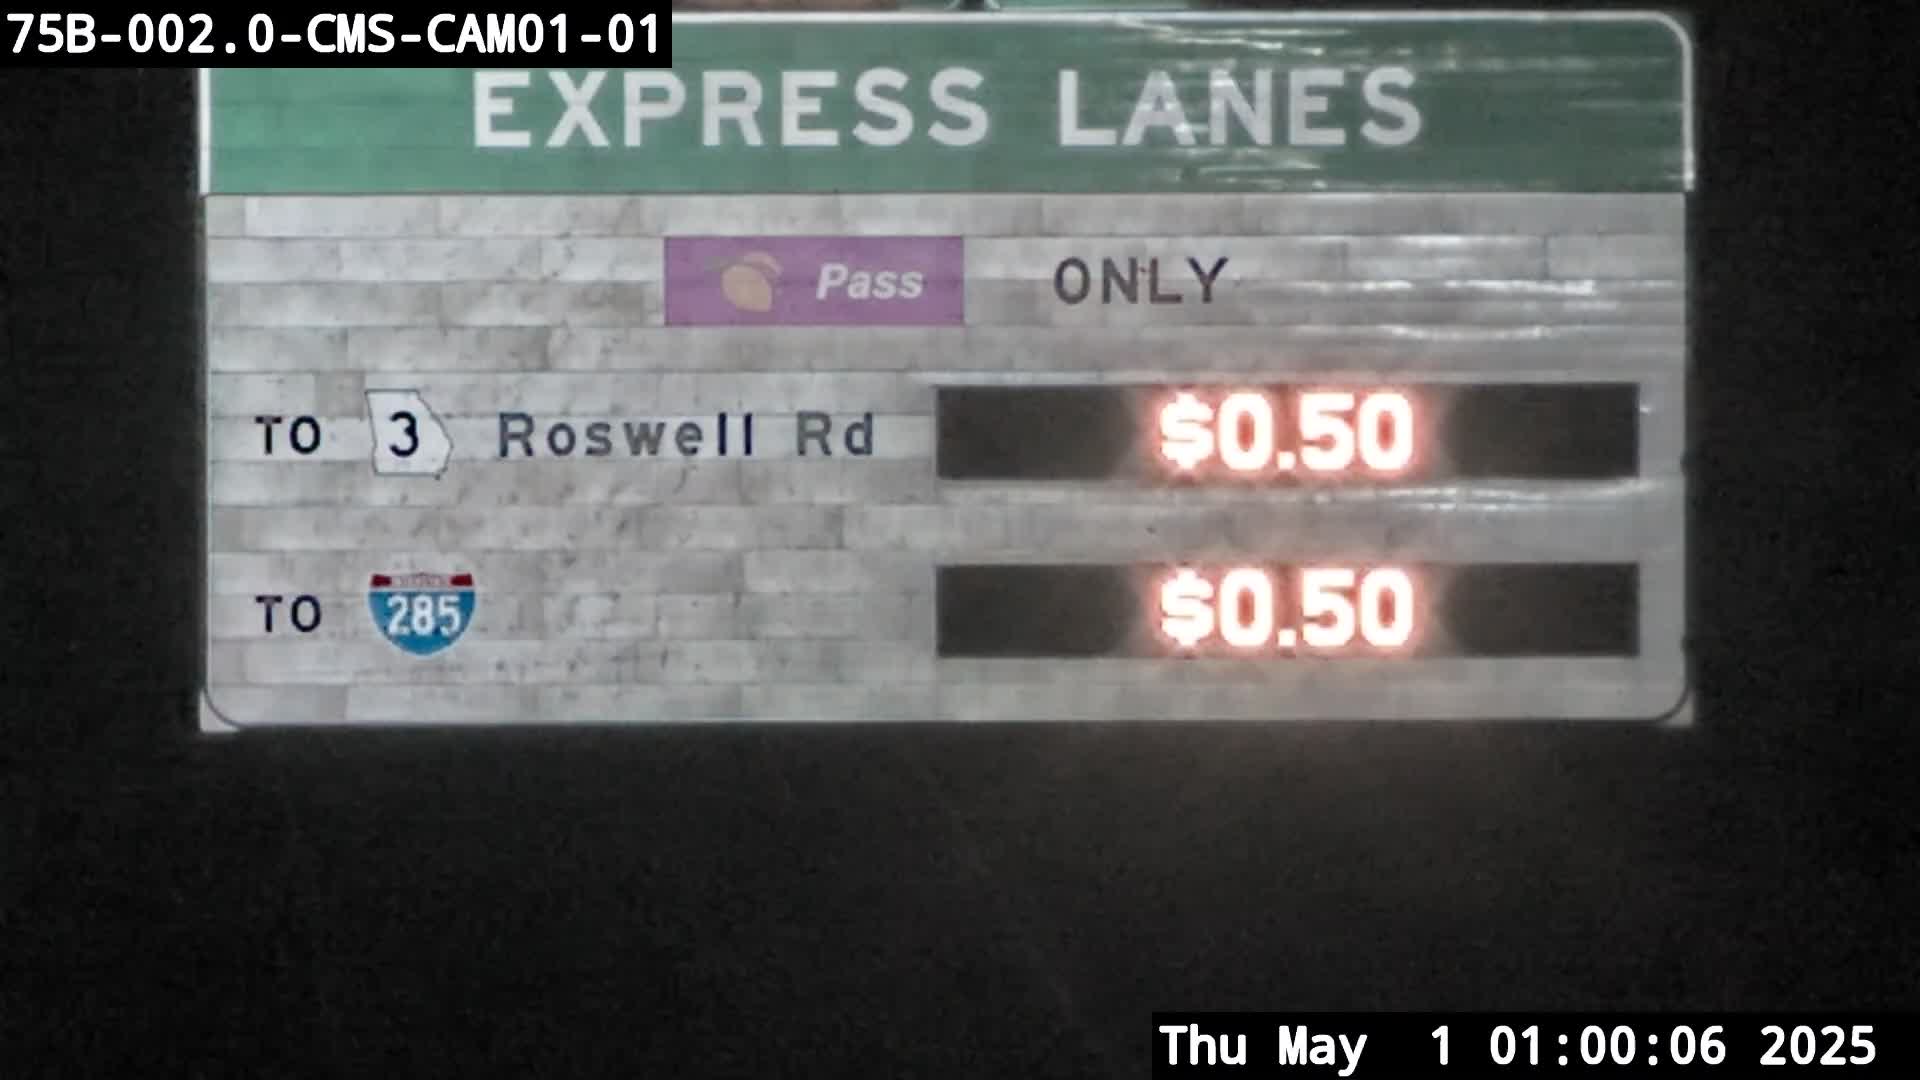 75B-002.0-CMS-CAM01-01
EXPRESS LANES
Pass ONLY
TO 3 Roswell Rd $0.50
TO 285 $0.50
Thu May 1 01:00:06 2025